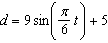 d = 9 sin(π/6 t) + 5